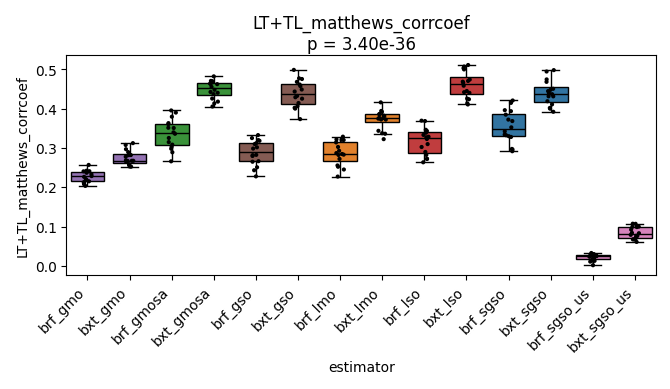 LT+TL_matthews_corrcoef
p = 3.40e-36
LT+TL_matthews_corrcoef
0.5
0.4
0.3
0.2
0.1
0.0
brf_gmo
bxt_gmo
brf_gmosa
bxt_gmosa
brf_gso
bxt_gso
brf_lmo
bxt_lmo
brf_lso
bxt_lso
brf_sgso
bxt_sgso
brf_sgso_us
bxt_sgso_us
estimator